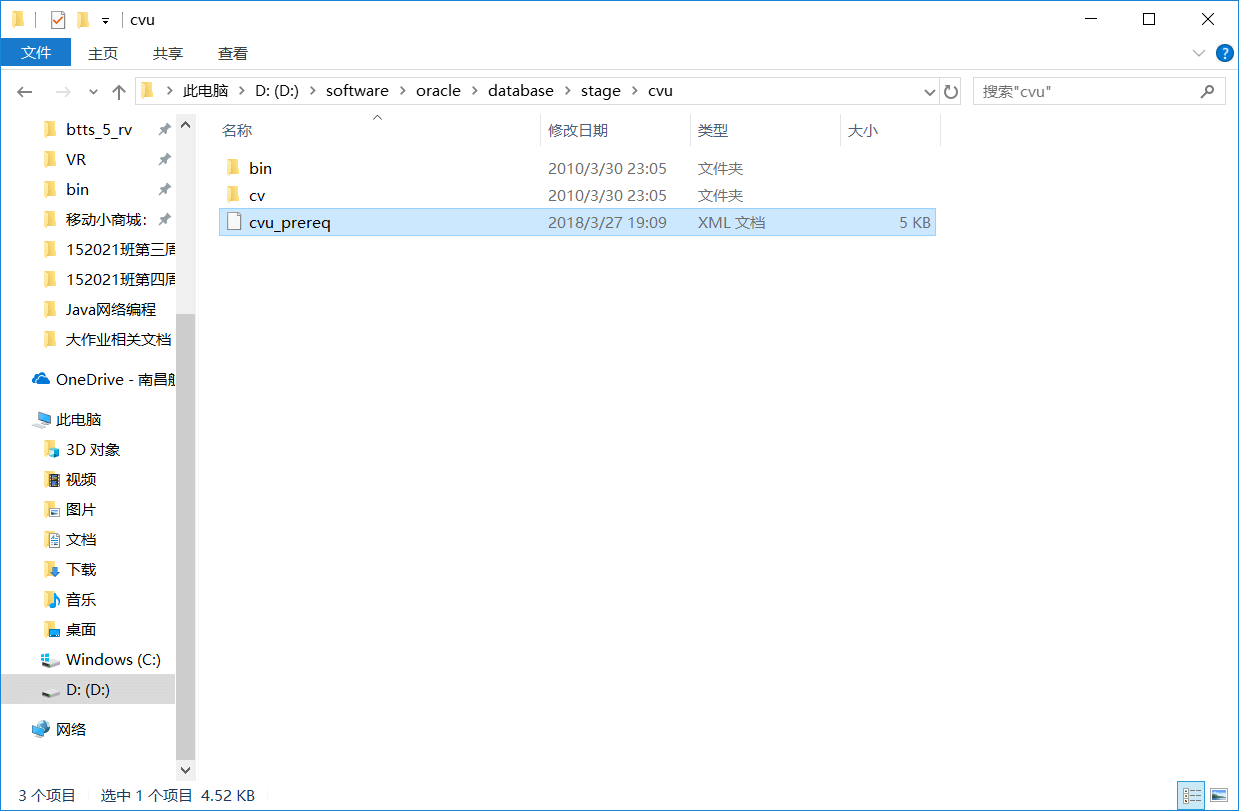 cvu
文件 主页 共享 查看
此电脑 D: (D:) software oracle database stage cvu 搜索"cvu"
名称 修改日期 类型 大小
bin 2010/3/30 23:05 文件夹
cv 2010/3/30 23:05 文件夹
cvu_prereq 2018/3/27 19:09 XML 文档 5 KB
btts_5_rv
VR
bin
移动小商城:
152021班第三周
152021班第四周
Java网络编程
大作业相关文档
OneDrive - 南昌航
此电脑
3D 对象
视频
图片
文档
下载
音乐
桌面
Windows (C:)
D: (D:)
网络
3 个项目 选中 1 个项目 4.52 KB